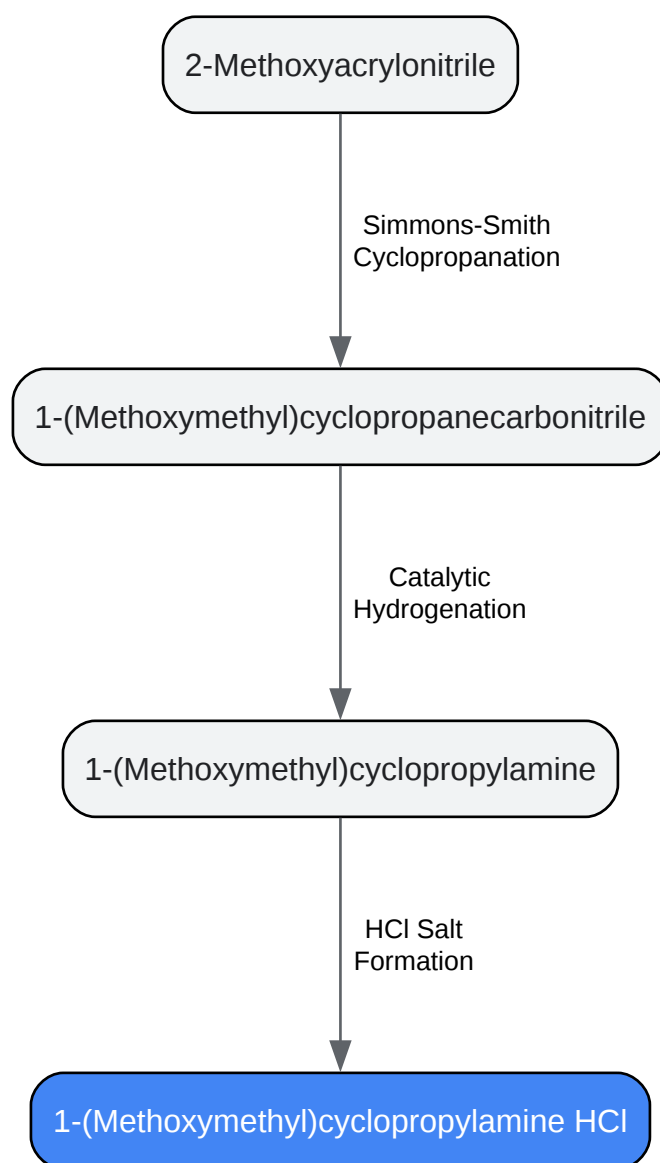 2-Methoxyacrylonitrile
Simmons-Smith
Cyclopropanation
1-(Methoxymethyl)cyclopropanecarbonitrile
Catalytic
Hydrogenation
1-(Methoxymethyl)cyclopropylamine
HCl Salt
Formation
1-(Methoxymethyl)cyclopropylamine HCl